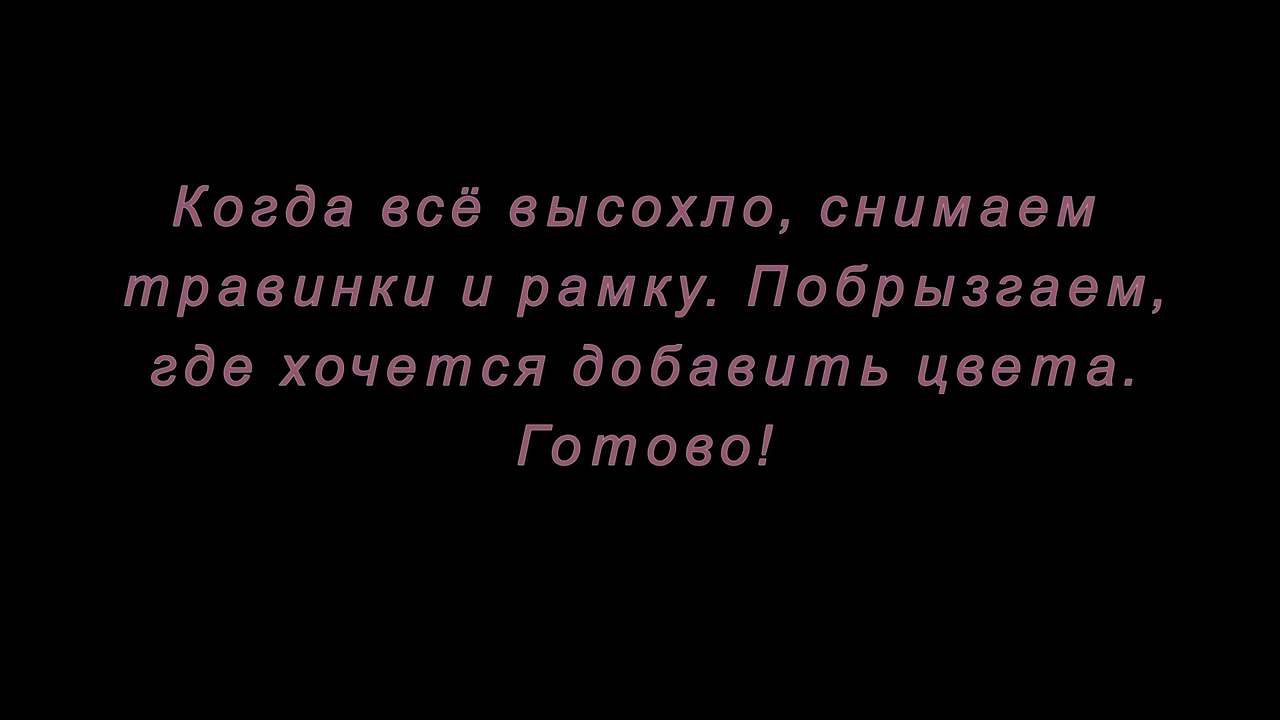 Когда всё высохло, снимаем
травинки и рамку. Побрызгаем,
где хочется добавить цвета.
Готово!